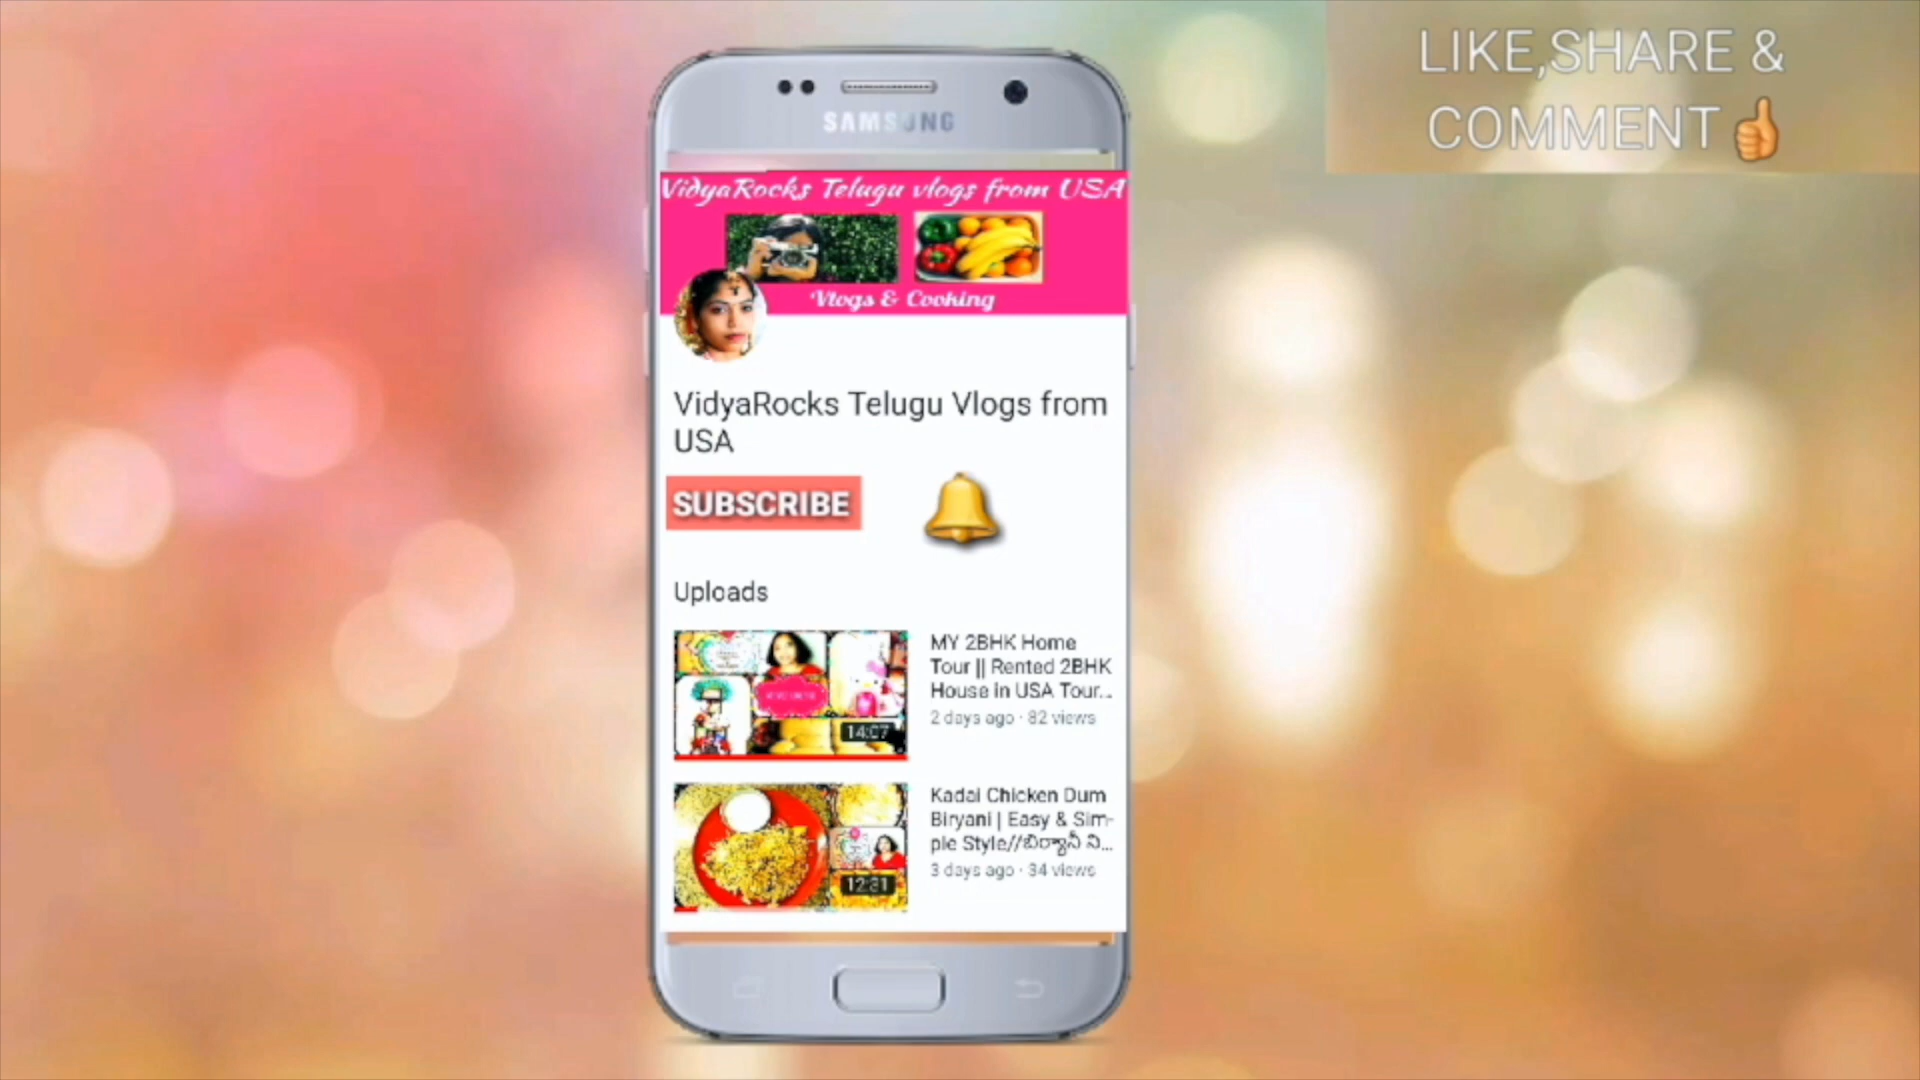 LIKE,SHARE &
COMMENT
SAMSUNG
VidyaRocks Telugu vlogs from USA
Vlogs & Cooking
VidyaRocks Telugu Vlogs from
USA
SUBSCRIBE
Uploads
MY 2BHK Home
Tour || Rented 2BHK
House in USA Tour...
2 days ago · 82 views
14:07
Kadai Chicken Dum
Biryani | Easy & Sim-
ple Style//బిర్యానీ ని...
3 days ago · 34 views
12:31